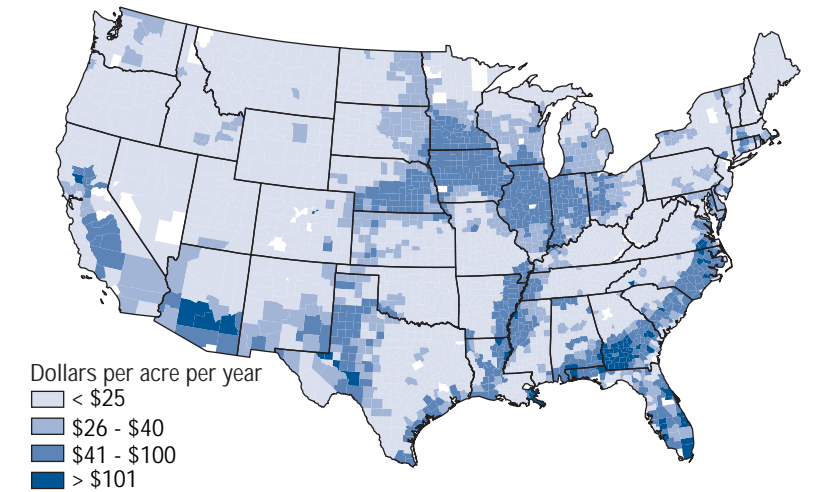 Dollars per acre per year
< $25
$26 - $40
$41 - $100
> $101